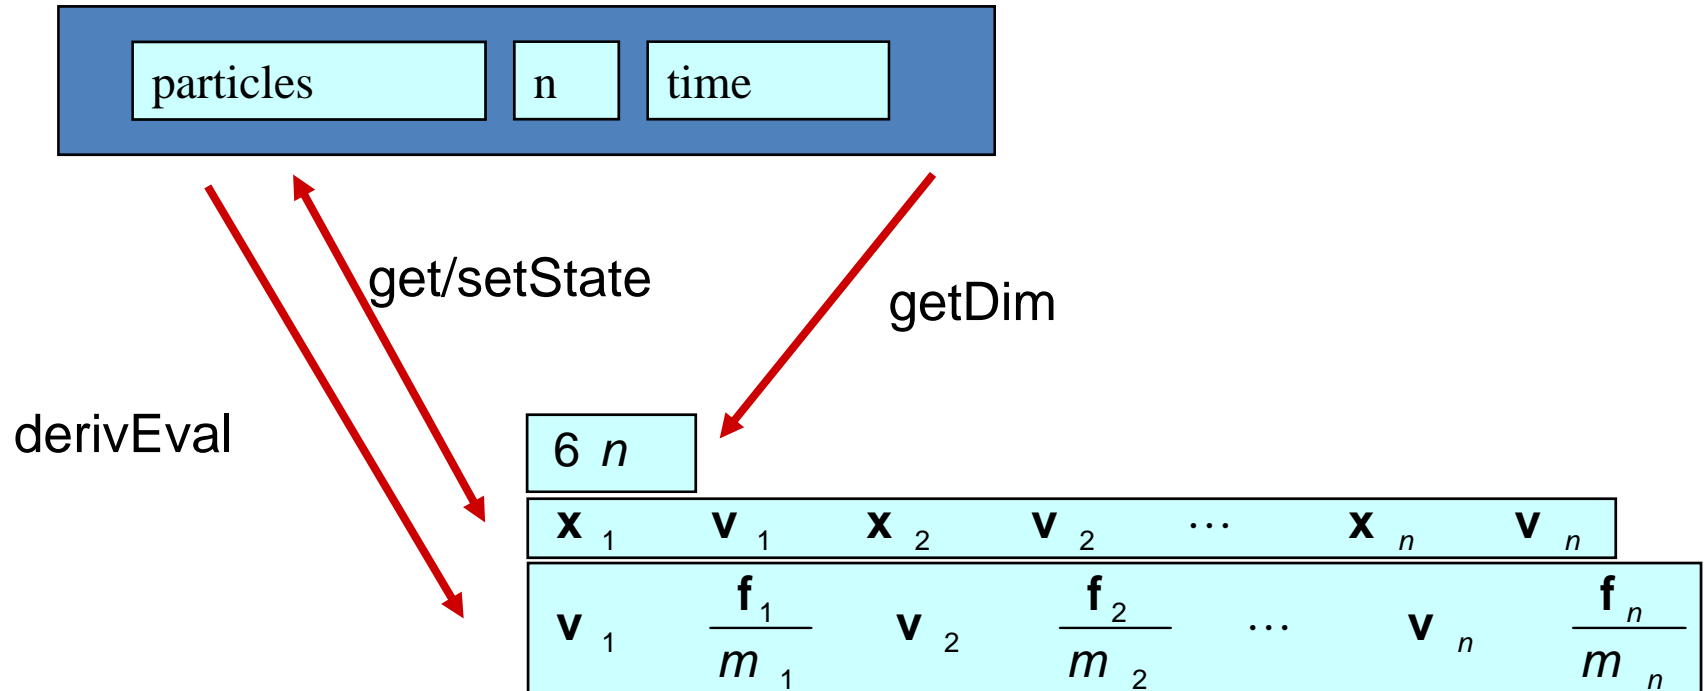 particles n time
get/setState
getDim
derivEval
6 n
x 1 v 1 x 2 v 2 ⋯ x n v n
v 1 f 1 / m 1 v 2 f 2 / m 2 ⋯ v n f n / m n